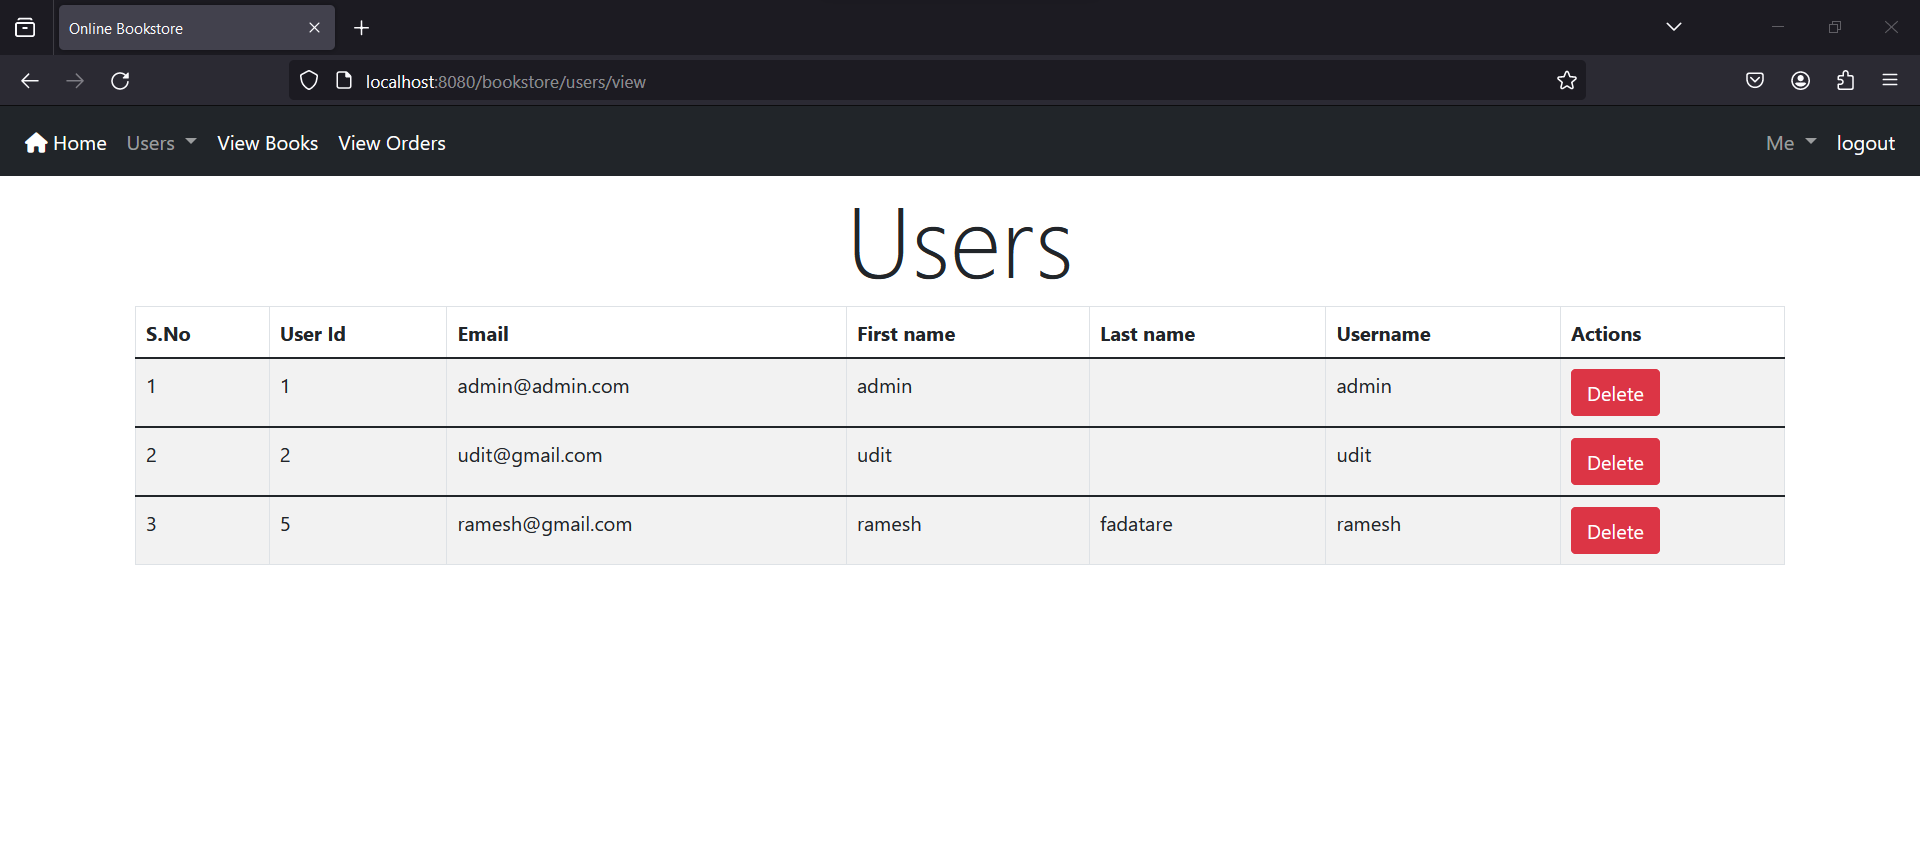 Online Bookstore
localhost:8080/bookstore/users/view
Home Users View Books View Orders Me logout
Users
S.No User Id Email First name Last name Username Actions
1 1 admin@admin.com admin admin Delete
2 2 udit@gmail.com udit udit Delete
3 5 ramesh@gmail.com ramesh fadatare ramesh Delete